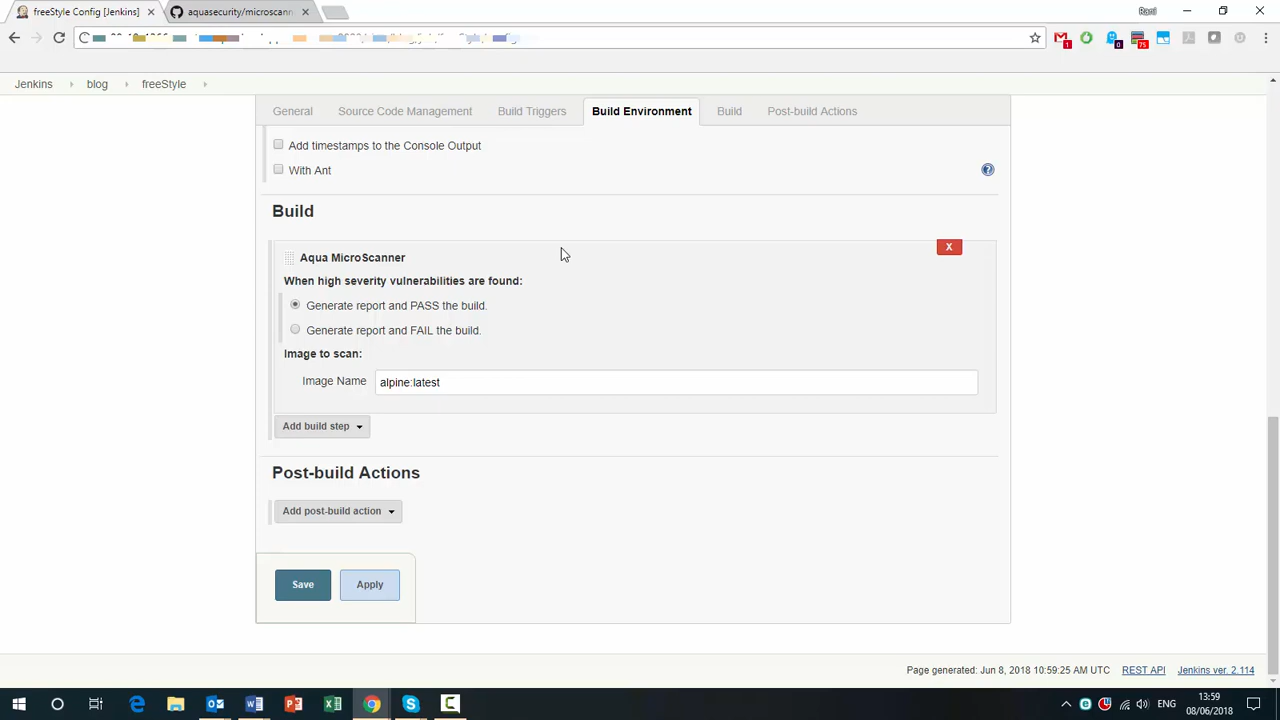 freeStyle Config [Jenkins]
aquasecurity/microscann
Rani
1
0
75
Jenkins
blog
freeStyle
General
Source Code Management
Build Triggers
Build Environment
Build
Post-build Actions
Add timestamps to the Console Output
With Ant
Build
X
Aqua MicroScanner
When high severity vulnerabilities are found:
Generate report and PASS the build.
Generate report and FAIL the build.
Image to scan:
Image Name
alpine:latest
Add build step
Post-build Actions
Add post-build action
Save
Apply
Page generated: Jun 8, 2018 10:59:25 AM UTC
REST API
Jenkins ver. 2.114
ENG
13:59
08/06/2018